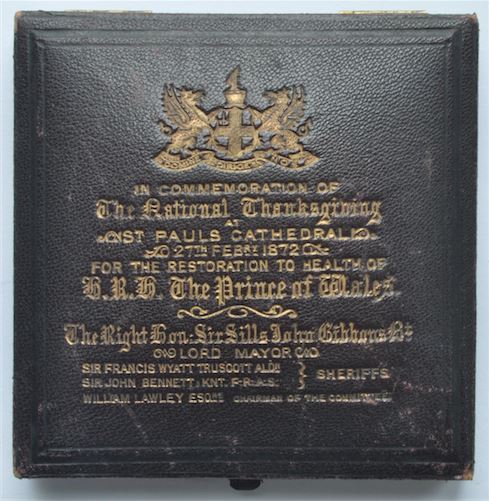 DOMINE DIRIGE NOS
IN COMMEMORATION OF
The National Thanksgiving
AT
ST PAULS CATHEDRAL
27TH FEBRY 1872
FOR THE RESTORATION TO HEALTH OF
H.R.H. The Prince of Wales.
The Right Hon: Sir Sills John Gibbons Bt
LORD MAYOR
SIR FRANCIS WYATT TRUSCOTT ALDN
SIR JOHN BENNETT, KNT. F.R.A.S. } SHERIFFS
WILLIAM LAWLEY ESQRE CHAIRMAN OF THE COMMITTEE